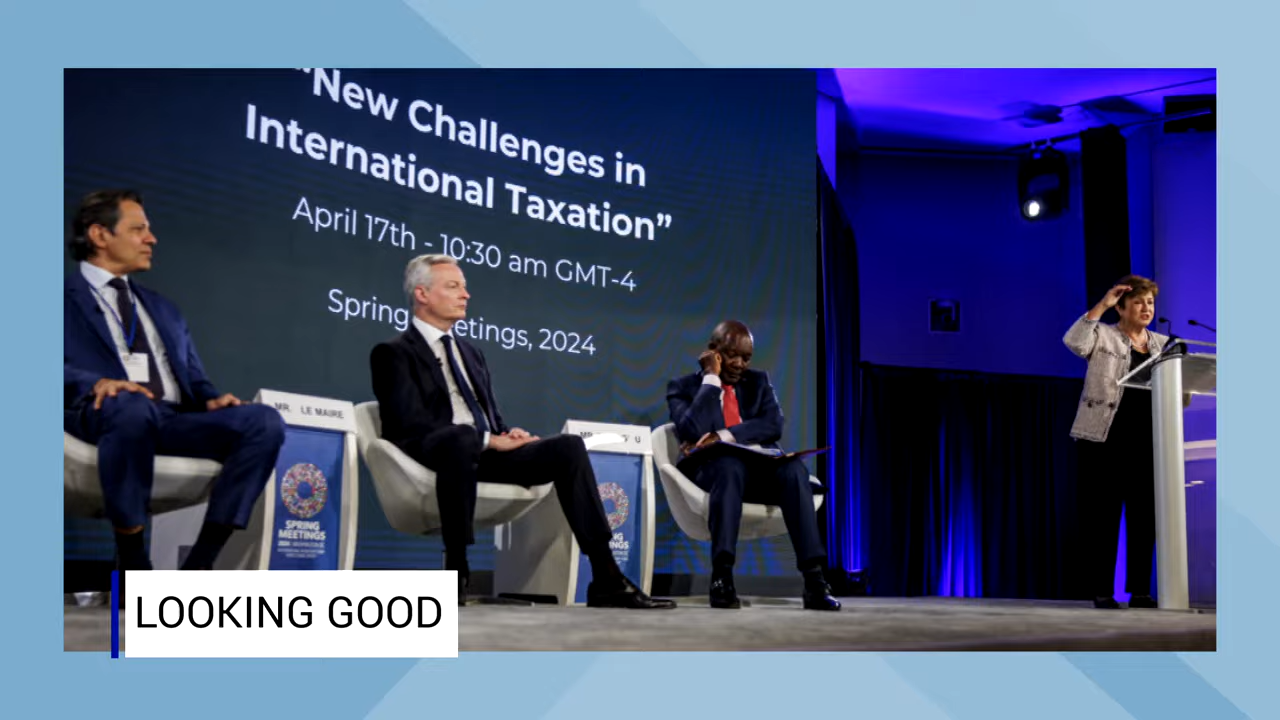 "New Challenges in
International Taxation”
April 17th - 10:30 am GMT-4
Spring etings, 2024
MR. LE MAIRE
SPRING
MEETINGS
LOOKING GOOD